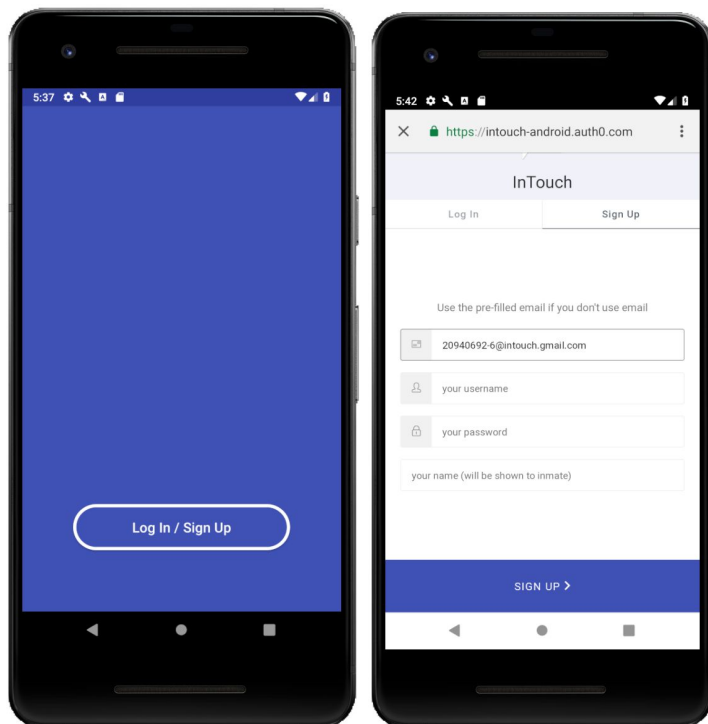 5:37
Log In / Sign Up
5:42
https://intouch-android.auth0.com
InTouch
Log In
Sign Up
Use the pre-filled email if you don't use email
20940692-6@intouch.gmail.com
your username
your password
your name (will be shown to inmate)
SIGN UP